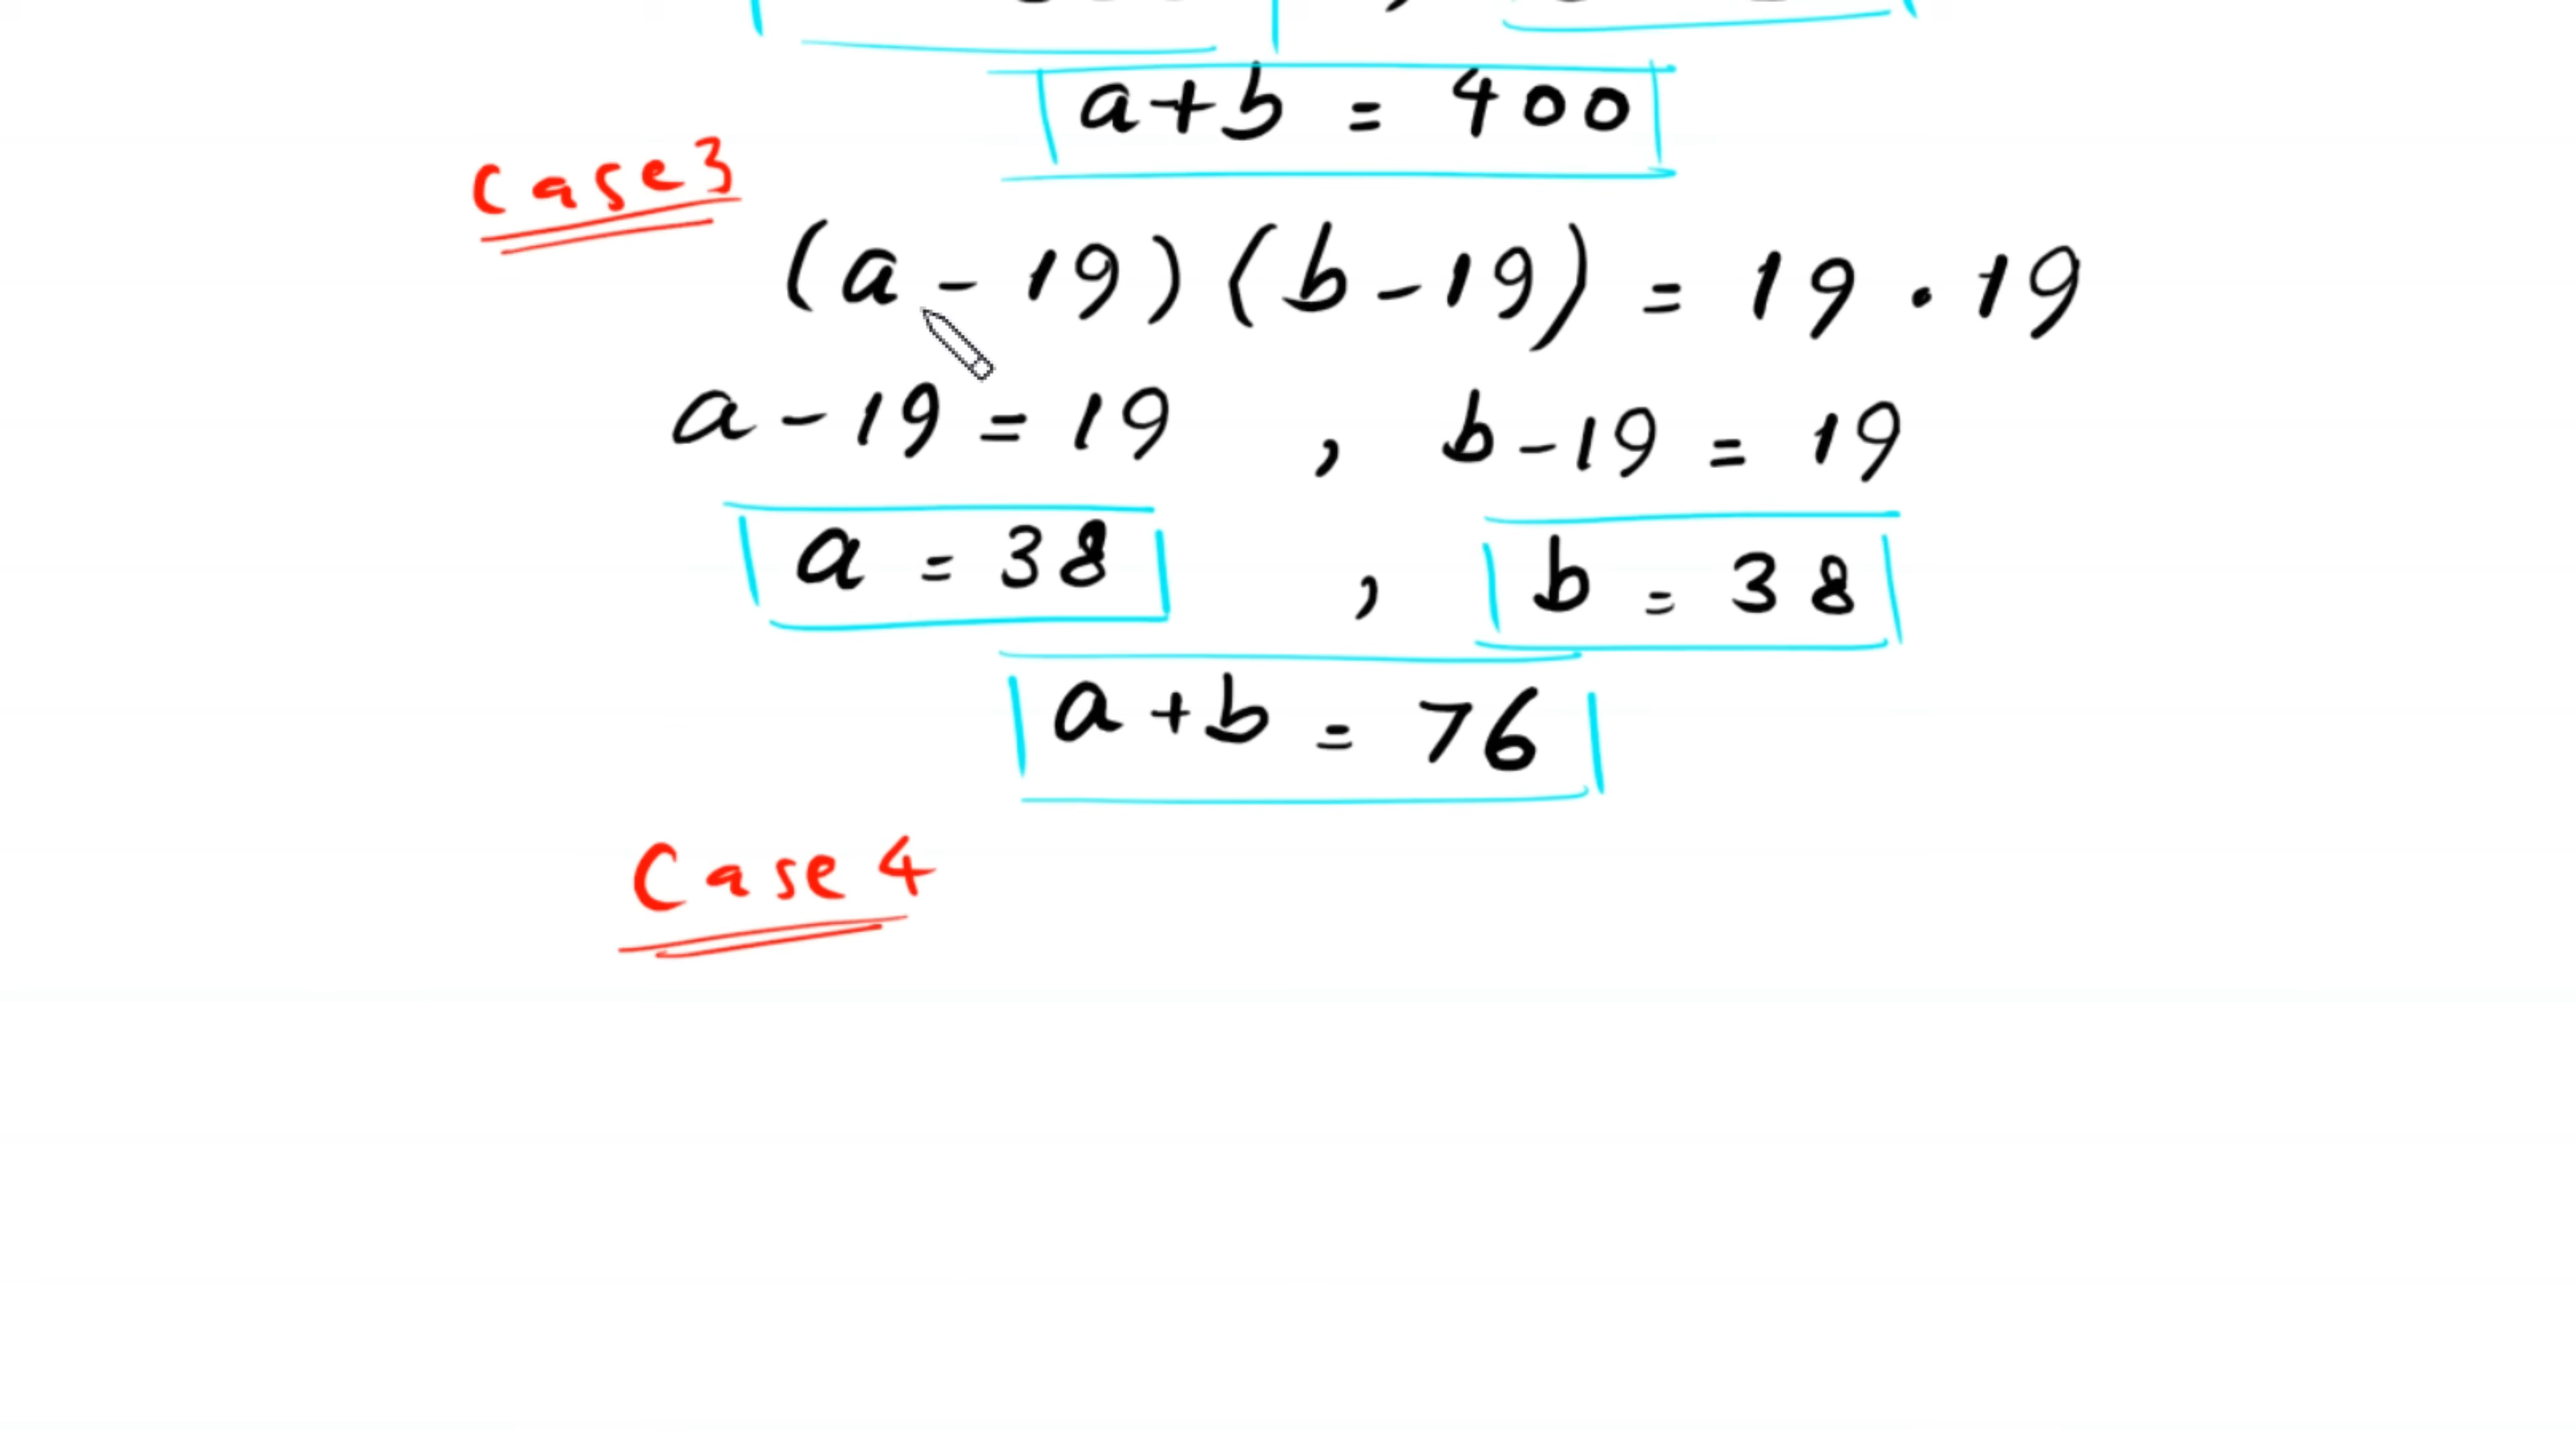 a+b = 400
Case3
(a - 19) (b - 19) = 19 . 19
a - 19 = 19 , b - 19 = 19
a = 38 , b = 38
a + b = 76
Case 4